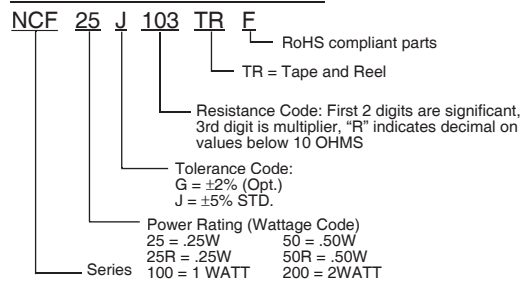 NCF 25 J 103 TR F
RoHS compliant parts
TR = Tape and Reel
Resistance Code: First 2 digits are significant,
3rd digit is multiplier, “R” indicates decimal on
values below 10 OHMS
Tolerance Code:
G = ±2% (Opt.)
J = ±5% STD.
Power Rating (Wattage Code)
25 = .25W 50 = .50W
25R = .25W 50R = .50W
Series 100 = 1 WATT 200 = 2WATT